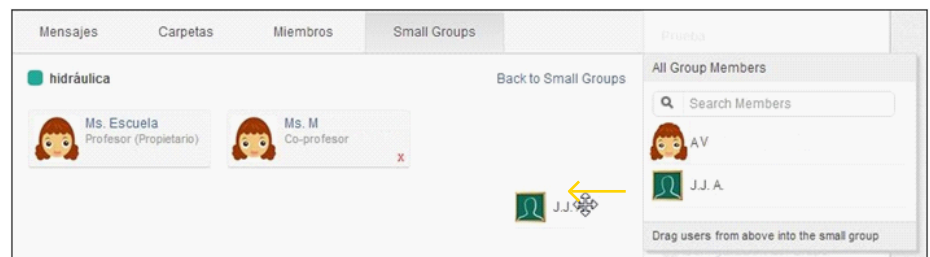 Mensajes Carpetas Miembros Small Groups
Prueba
hidráulica Back to Small Groups
All Group Members
Search Members
Ms. Escuela
Profesor (Propietario)
Ms. M
Co-profesor
x
A V
J.J. A.
J.J.
Drag users from above into the small group